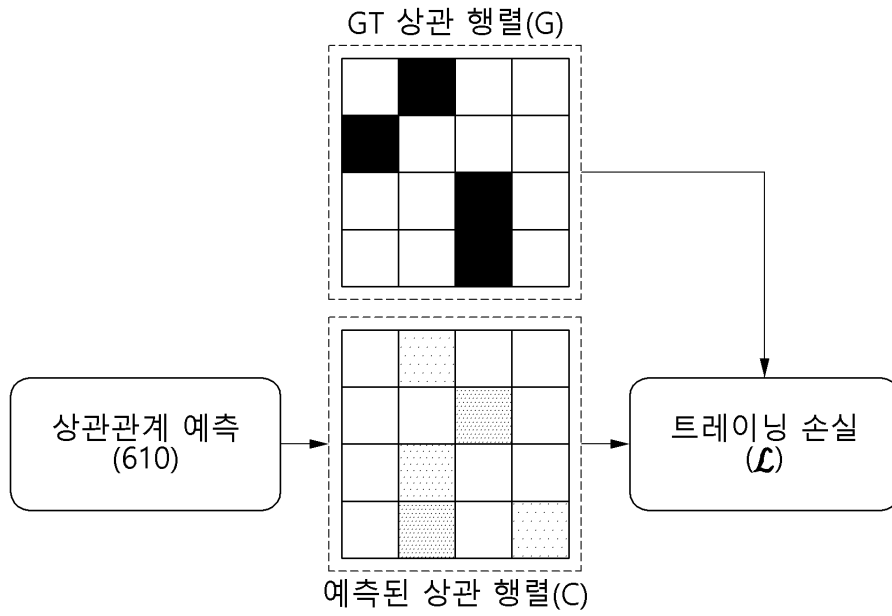 GT 상관 행렬(G)
상관관계 예측
(610)
트레이닝 손실
(𝓛)
예측된 상관 행렬(C)